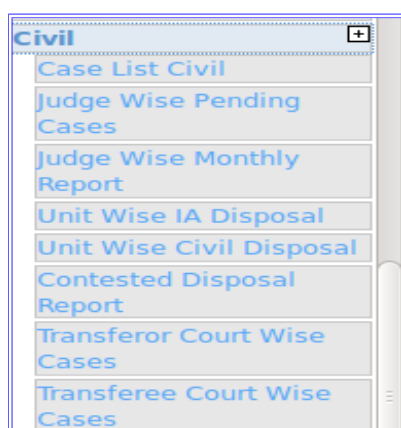 Civil
Case List Civil
Judge Wise Pending
Cases
Judge Wise Monthly
Report
Unit Wise IA Disposal
Unit Wise Civil Disposal
Contested Disposal
Report
Transferor Court Wise
Cases
Transferee Court Wise
Cases